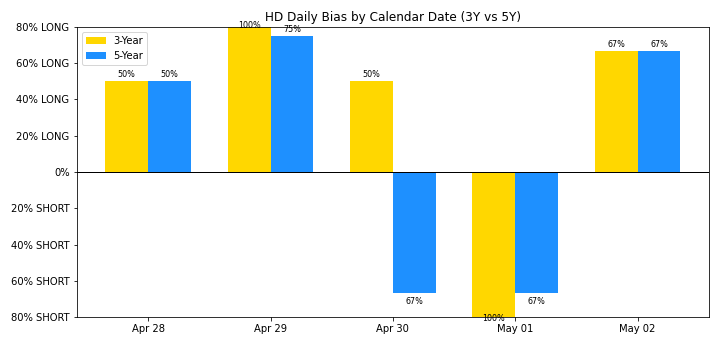 HD Daily Bias by Calendar Date (3Y vs 5Y)
80% LONG
60% LONG
40% LONG
20% LONG
0%
20% SHORT
40% SHORT
60% SHORT
80% SHORT
3-Year
5-Year
50%
50%
100%
75%
50%
67%
100%
67%
67%
67%
Apr 28
Apr 29
Apr 30
May 01
May 02